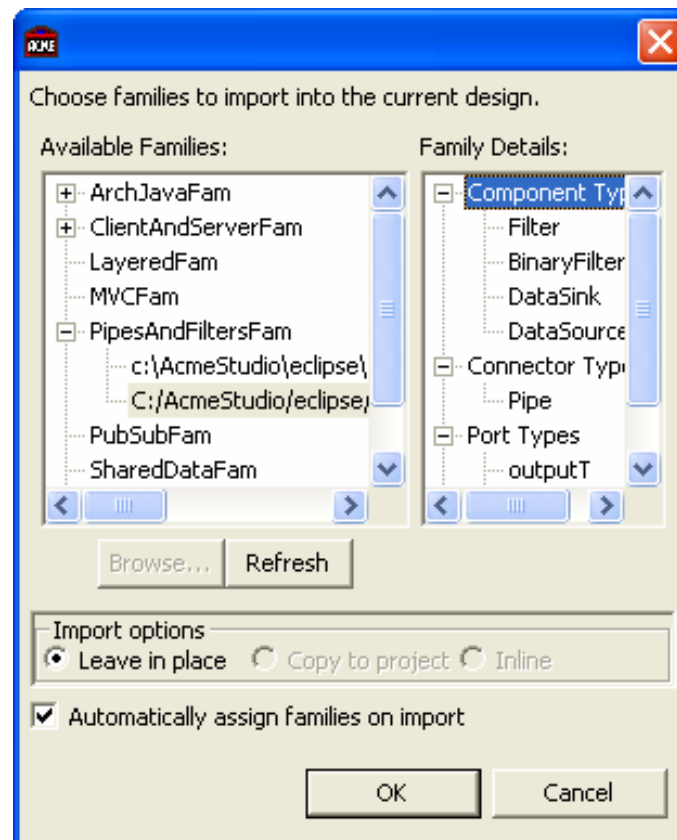 ACME
Choose families to import into the current design.
Available Families:
Family Details:
ArchJavaFam
ClientAndServerFam
LayeredFam
MVCFam
PipesAndFiltersFam
c:\AcmeStudio\eclipse\
C:/AcmeStudio/eclipse/
PubSubFam
SharedDataFam
Component Typ
Filter
BinaryFilter
DataSink
DataSource
Connector Typ
Pipe
Port Types
outputT
Browse... Refresh
Import options
Leave in place Copy to project Inline
Automatically assign families on import
OK Cancel